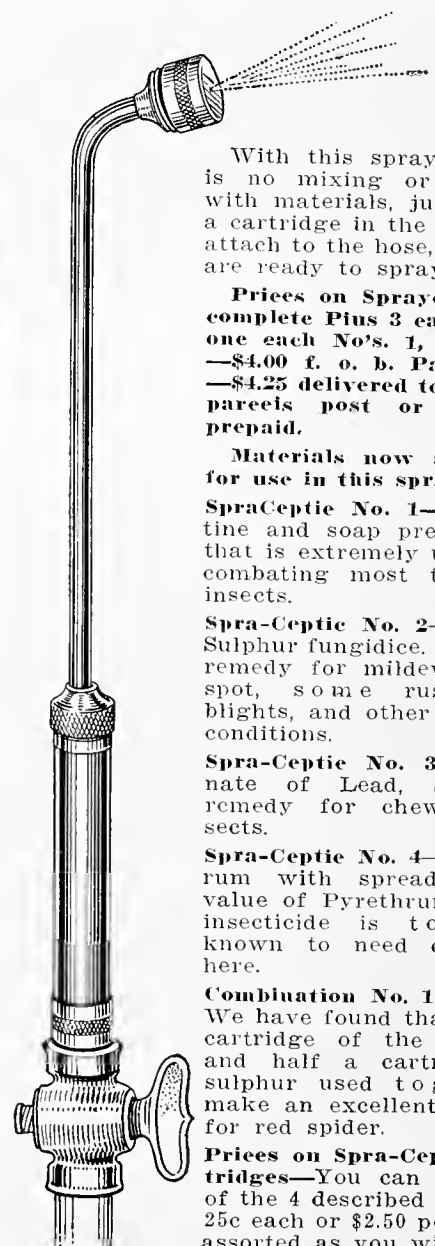 With this spray
is no mixing or
with materials, ju
a cartridge in the
attach to the hose,
are ready to spray
Prices on Spray
complete Plus 3 ea
one each No's. 1,
—$4.00 f. o. b. Pa
—$4.25 delivered to
parcels post or
prepaid.
Materials now a
for use in this spr
SpraCeptic No. 1—
tine and soap pre
that is extremely u
combating most t
insects.
Spra-Ceptic No. 2—
Sulphur fungidice.
remedy for milde
spot, some rus
blights, and other
conditions.
Spra-Ceptic No. 3
nate of Lead,
remedy for chew
sects.
Spra-Ceptic No. 4—
rum with spread
value of Pyrethru
insecticide is to
known to need e
here.
Combination No. 1
We have found tha
cartridge of the
and half a cart
sulphur used tog
make an excellent
for red spider.
Prices on Spra-Cep
tridges—You can
of the 4 described
25c each or $2.50 p
assorted as you wi